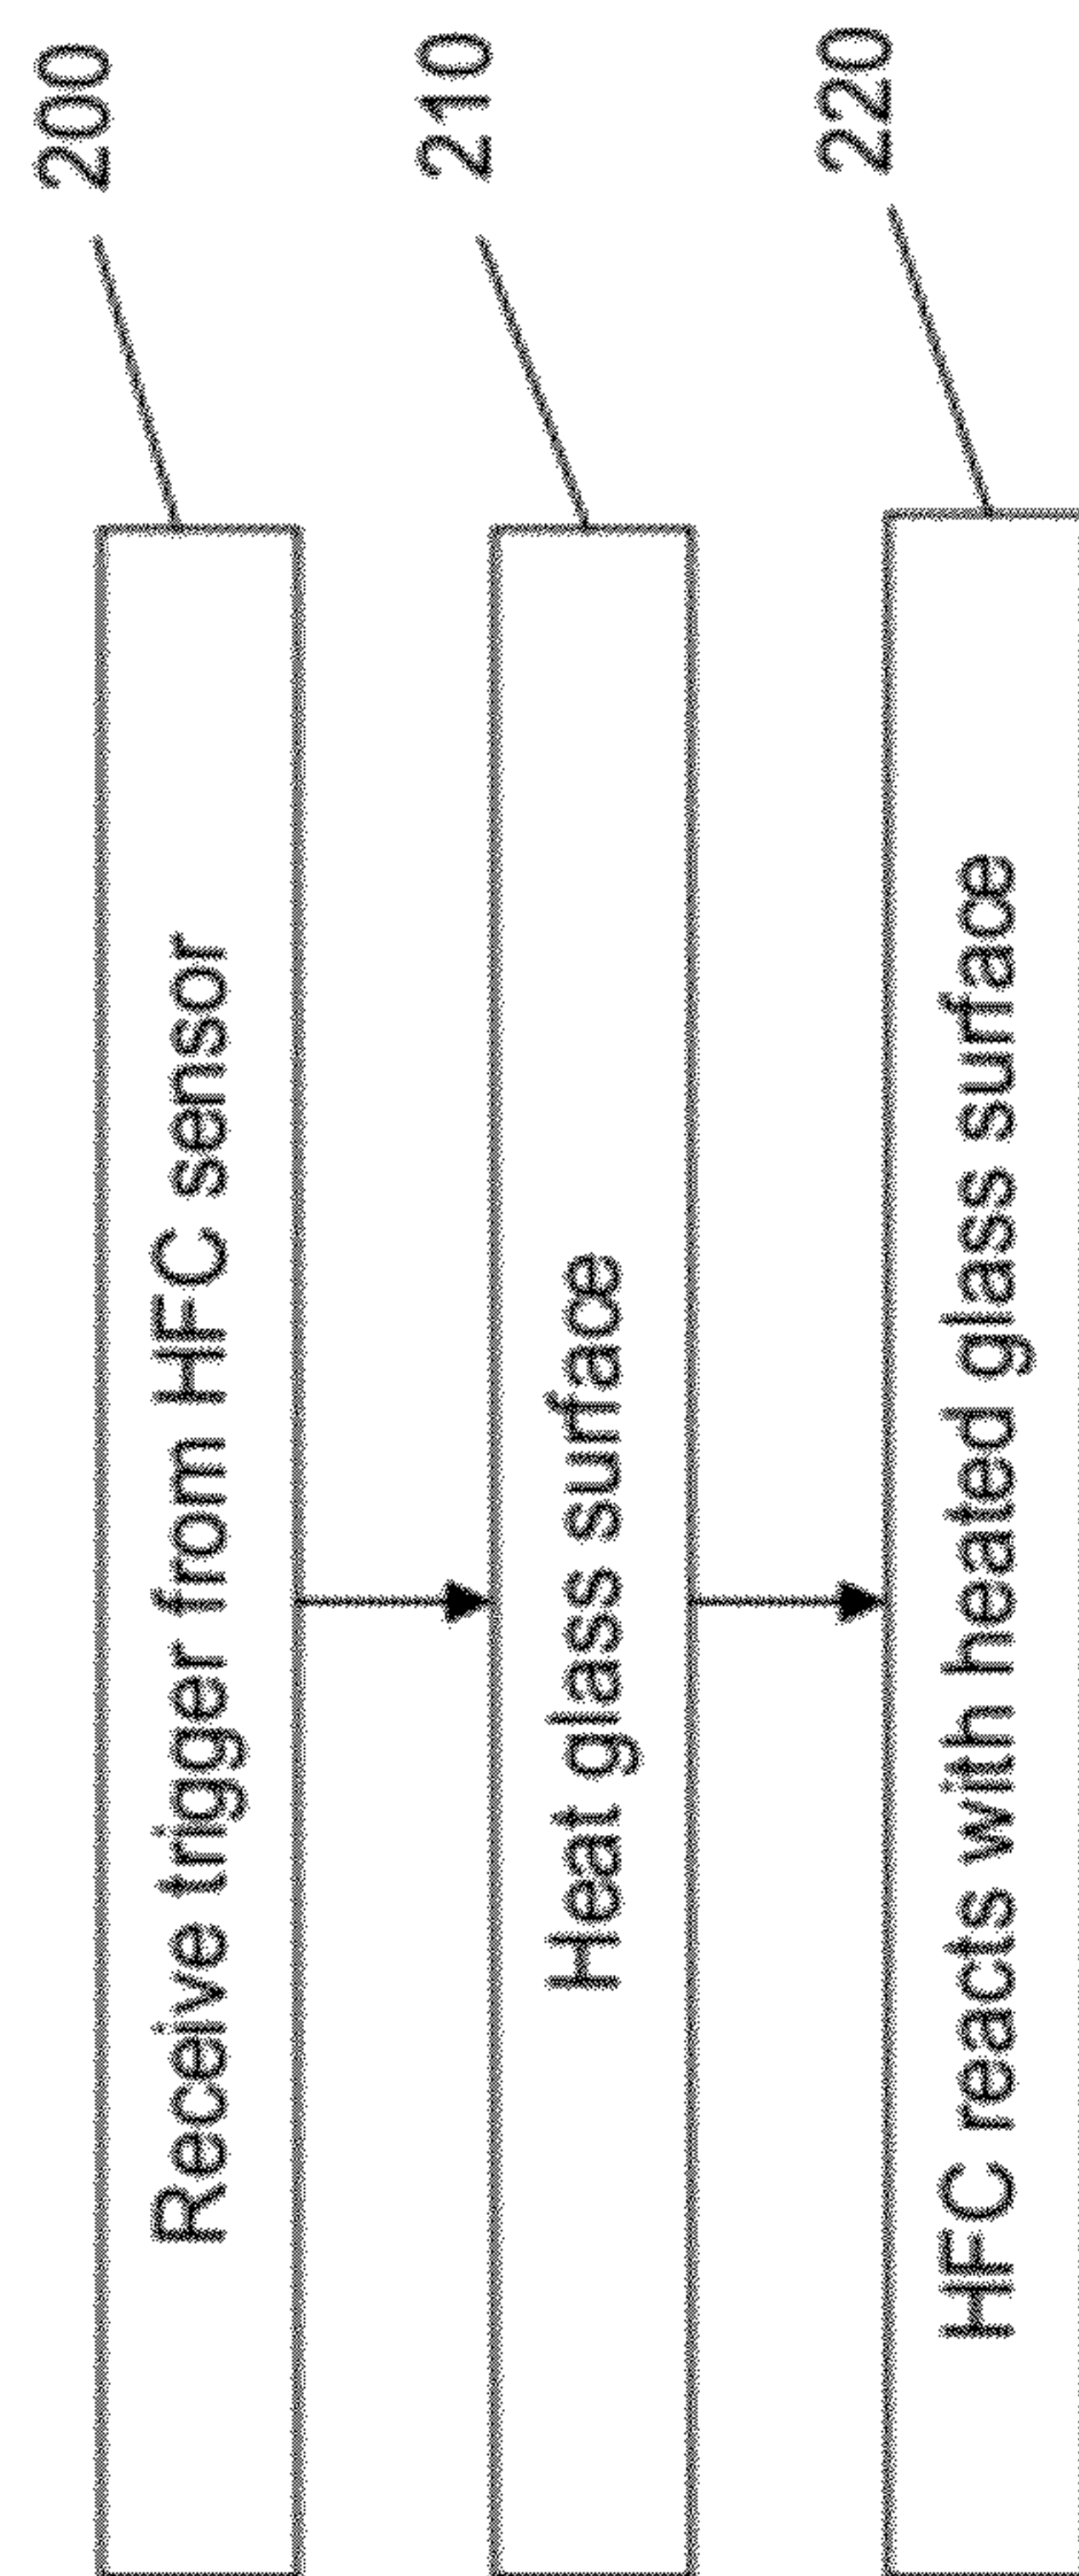 Receive trigger from HFC sensor
200
Heat glass surface
210
HFC reacts with heated glass surface
220